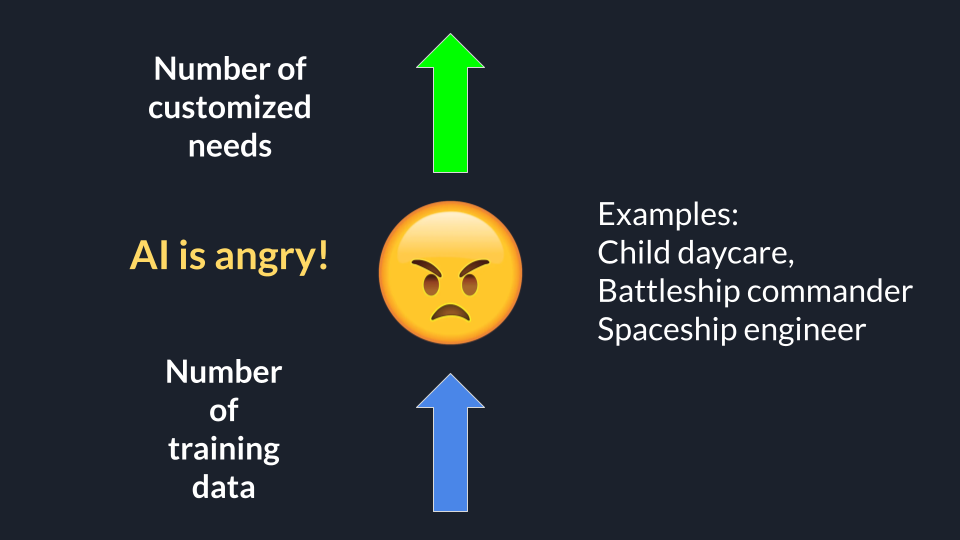 Number of
customized
needs
AI is angry!
Examples:
Child daycare,
Battleship commander
Spaceship engineer
Number
of
training
data